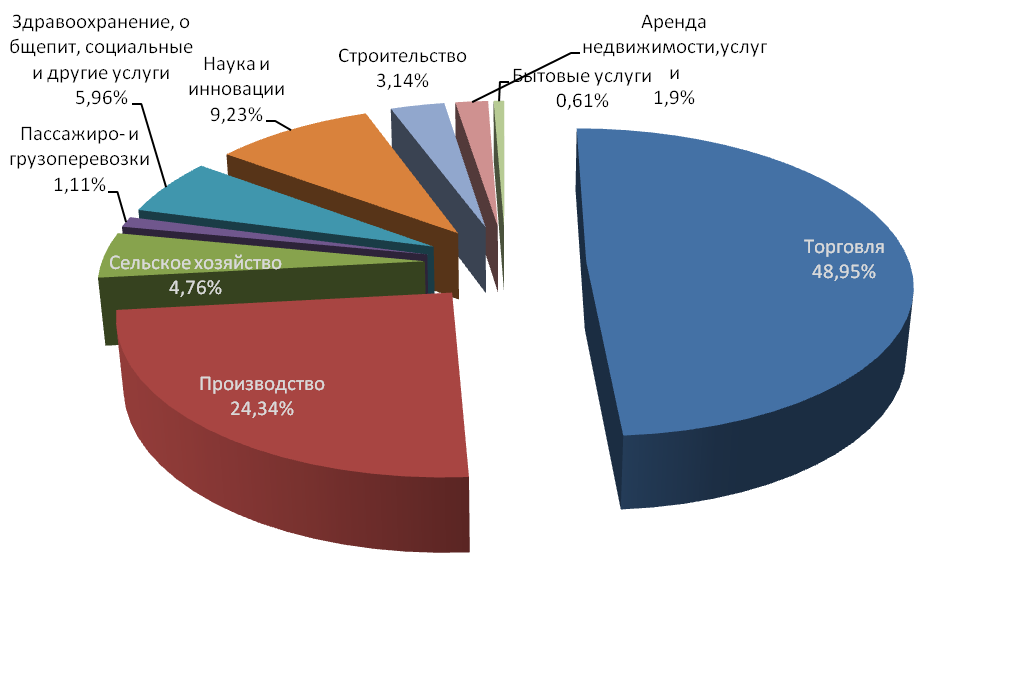 Здравоохранение, о
бщепит, социальные
и другие услуги
5,96%
Наука и
инновации
9,23%
Строительство
3,14%
Аренда
недвижимости,услуг
и
1,9%
Бытовые услуги
0,61%
Пассажиро- и
грузоперевозки
1,11%
Торговля
48,95%
Сельское хозяйство
4,76%
Производство
24,34%